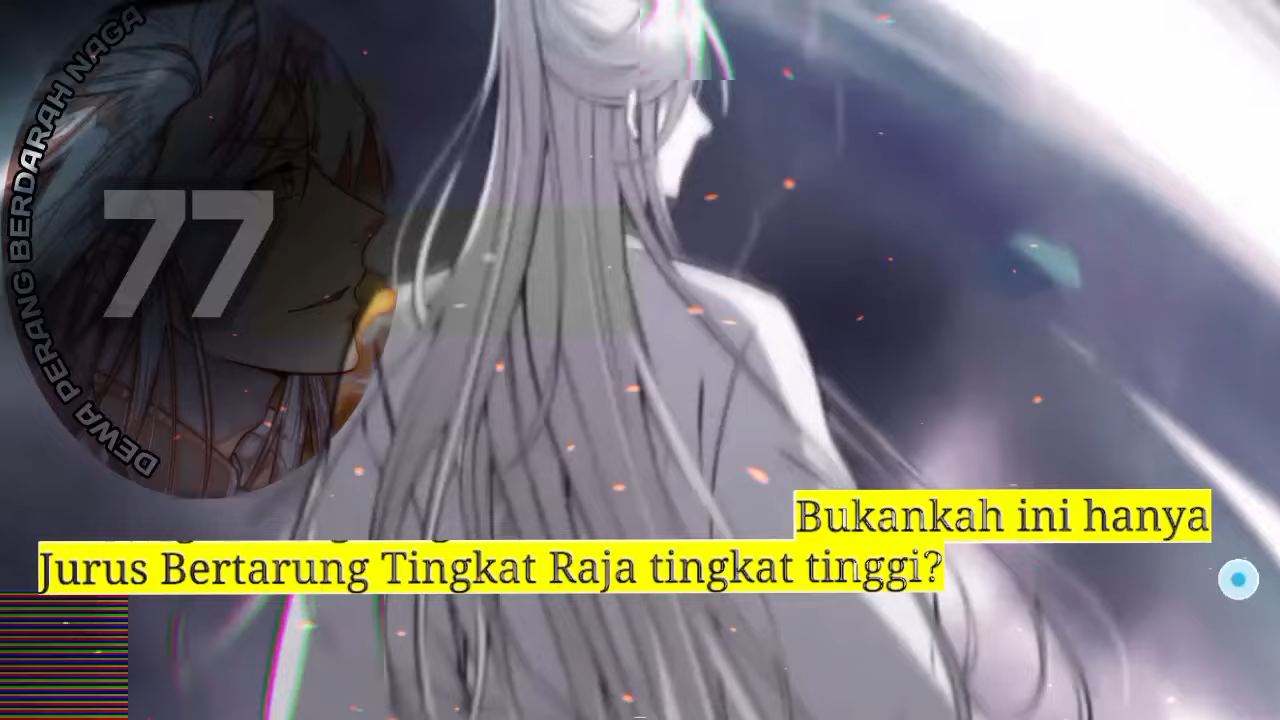 DEWA PERANG BERDARAH NAGA
77
Bukankah ini hanya
Jurus Bertarung Tingkat Raja tingkat tinggi?